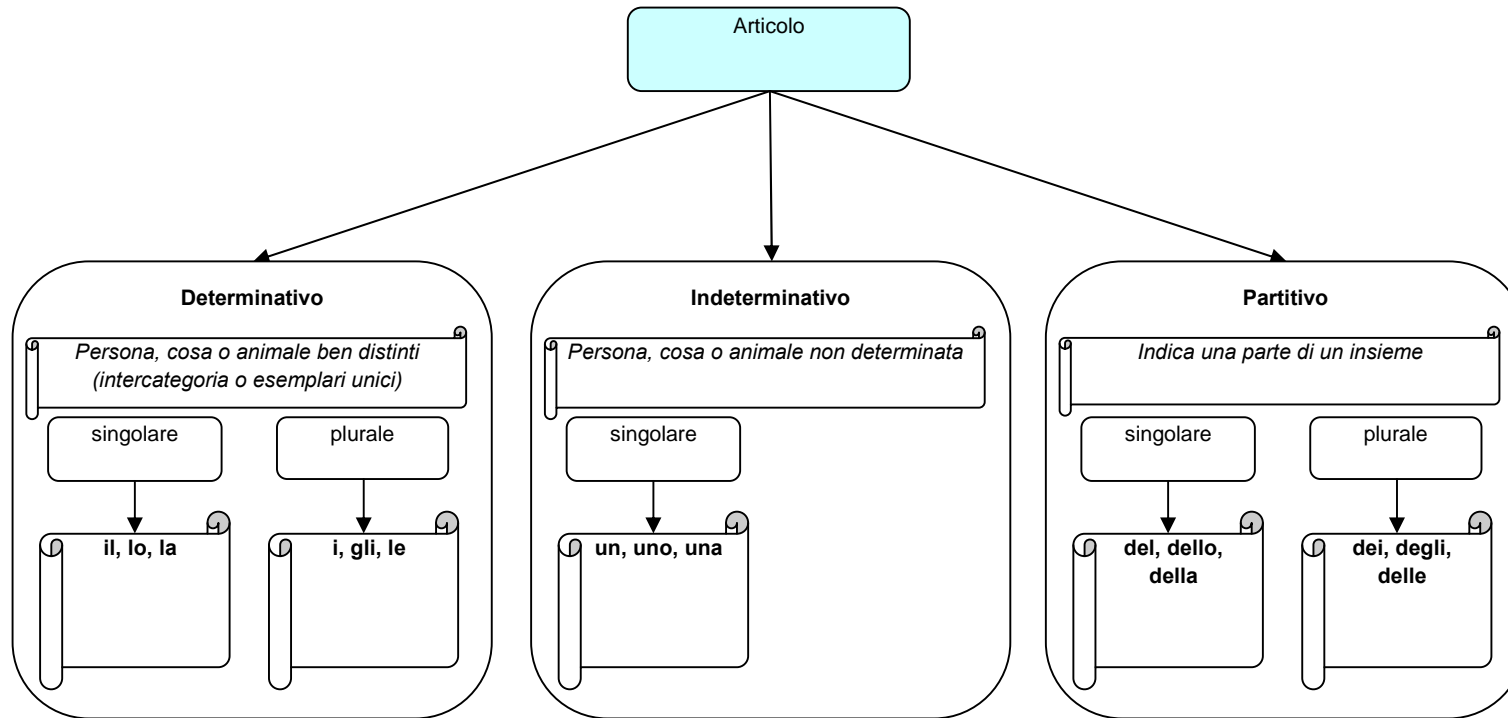 Articolo
Determinativo
Persona, cosa o animale ben distinti
(intercategoria o esemplari unici)
singolare
plurale
il, lo, la
i, gli, le
Indeterminativo
Persona, cosa o animale non determinata
singolare
un, uno, una
Partitivo
Indica una parte di un insieme
singolare
plurale
del, dello,
della
dei, degli,
delle